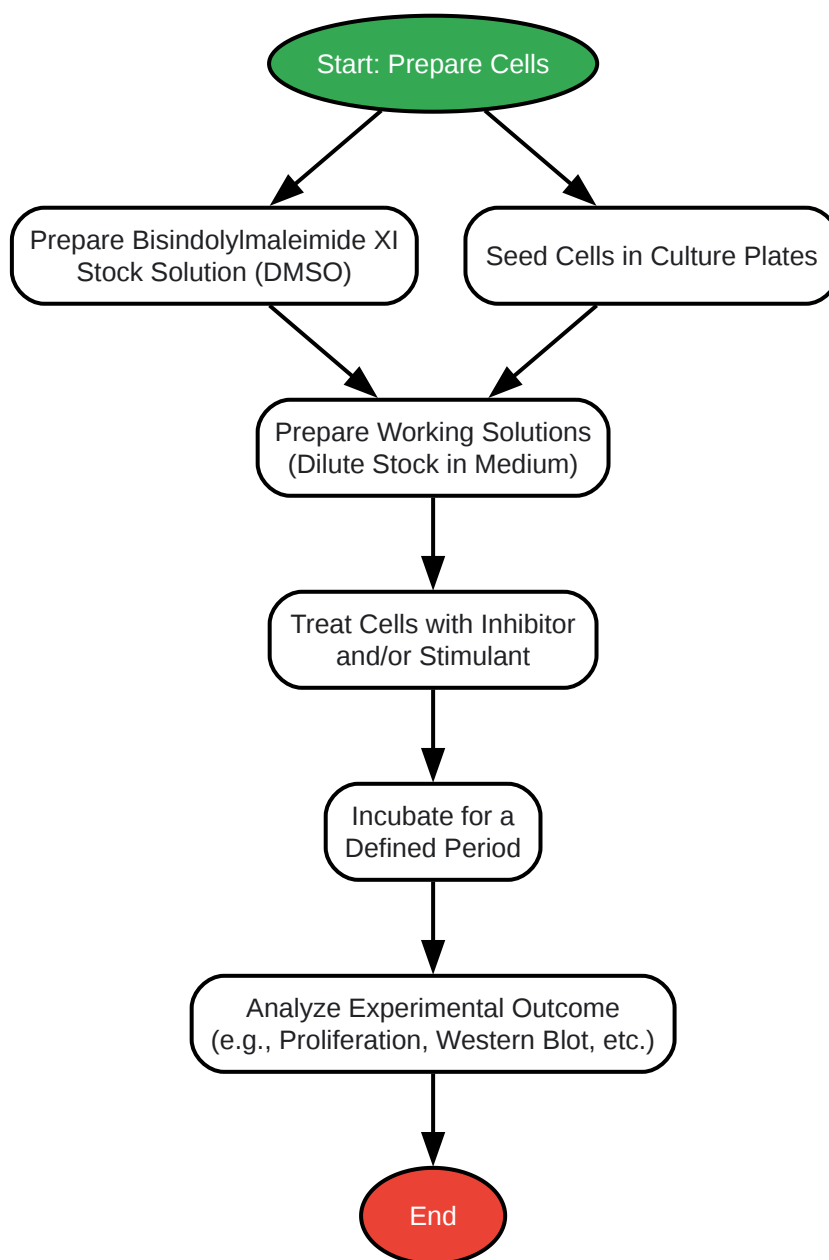 Start: Prepare Cells
Prepare Bisindolylmaleimide XI
Stock Solution (DMSO)
Seed Cells in Culture Plates
Prepare Working Solutions
(Dilute Stock in Medium)
Treat Cells with Inhibitor
and/or Stimulant
Incubate for a
Defined Period
Analyze Experimental Outcome
(e.g., Proliferation, Western Blot, etc.)
End